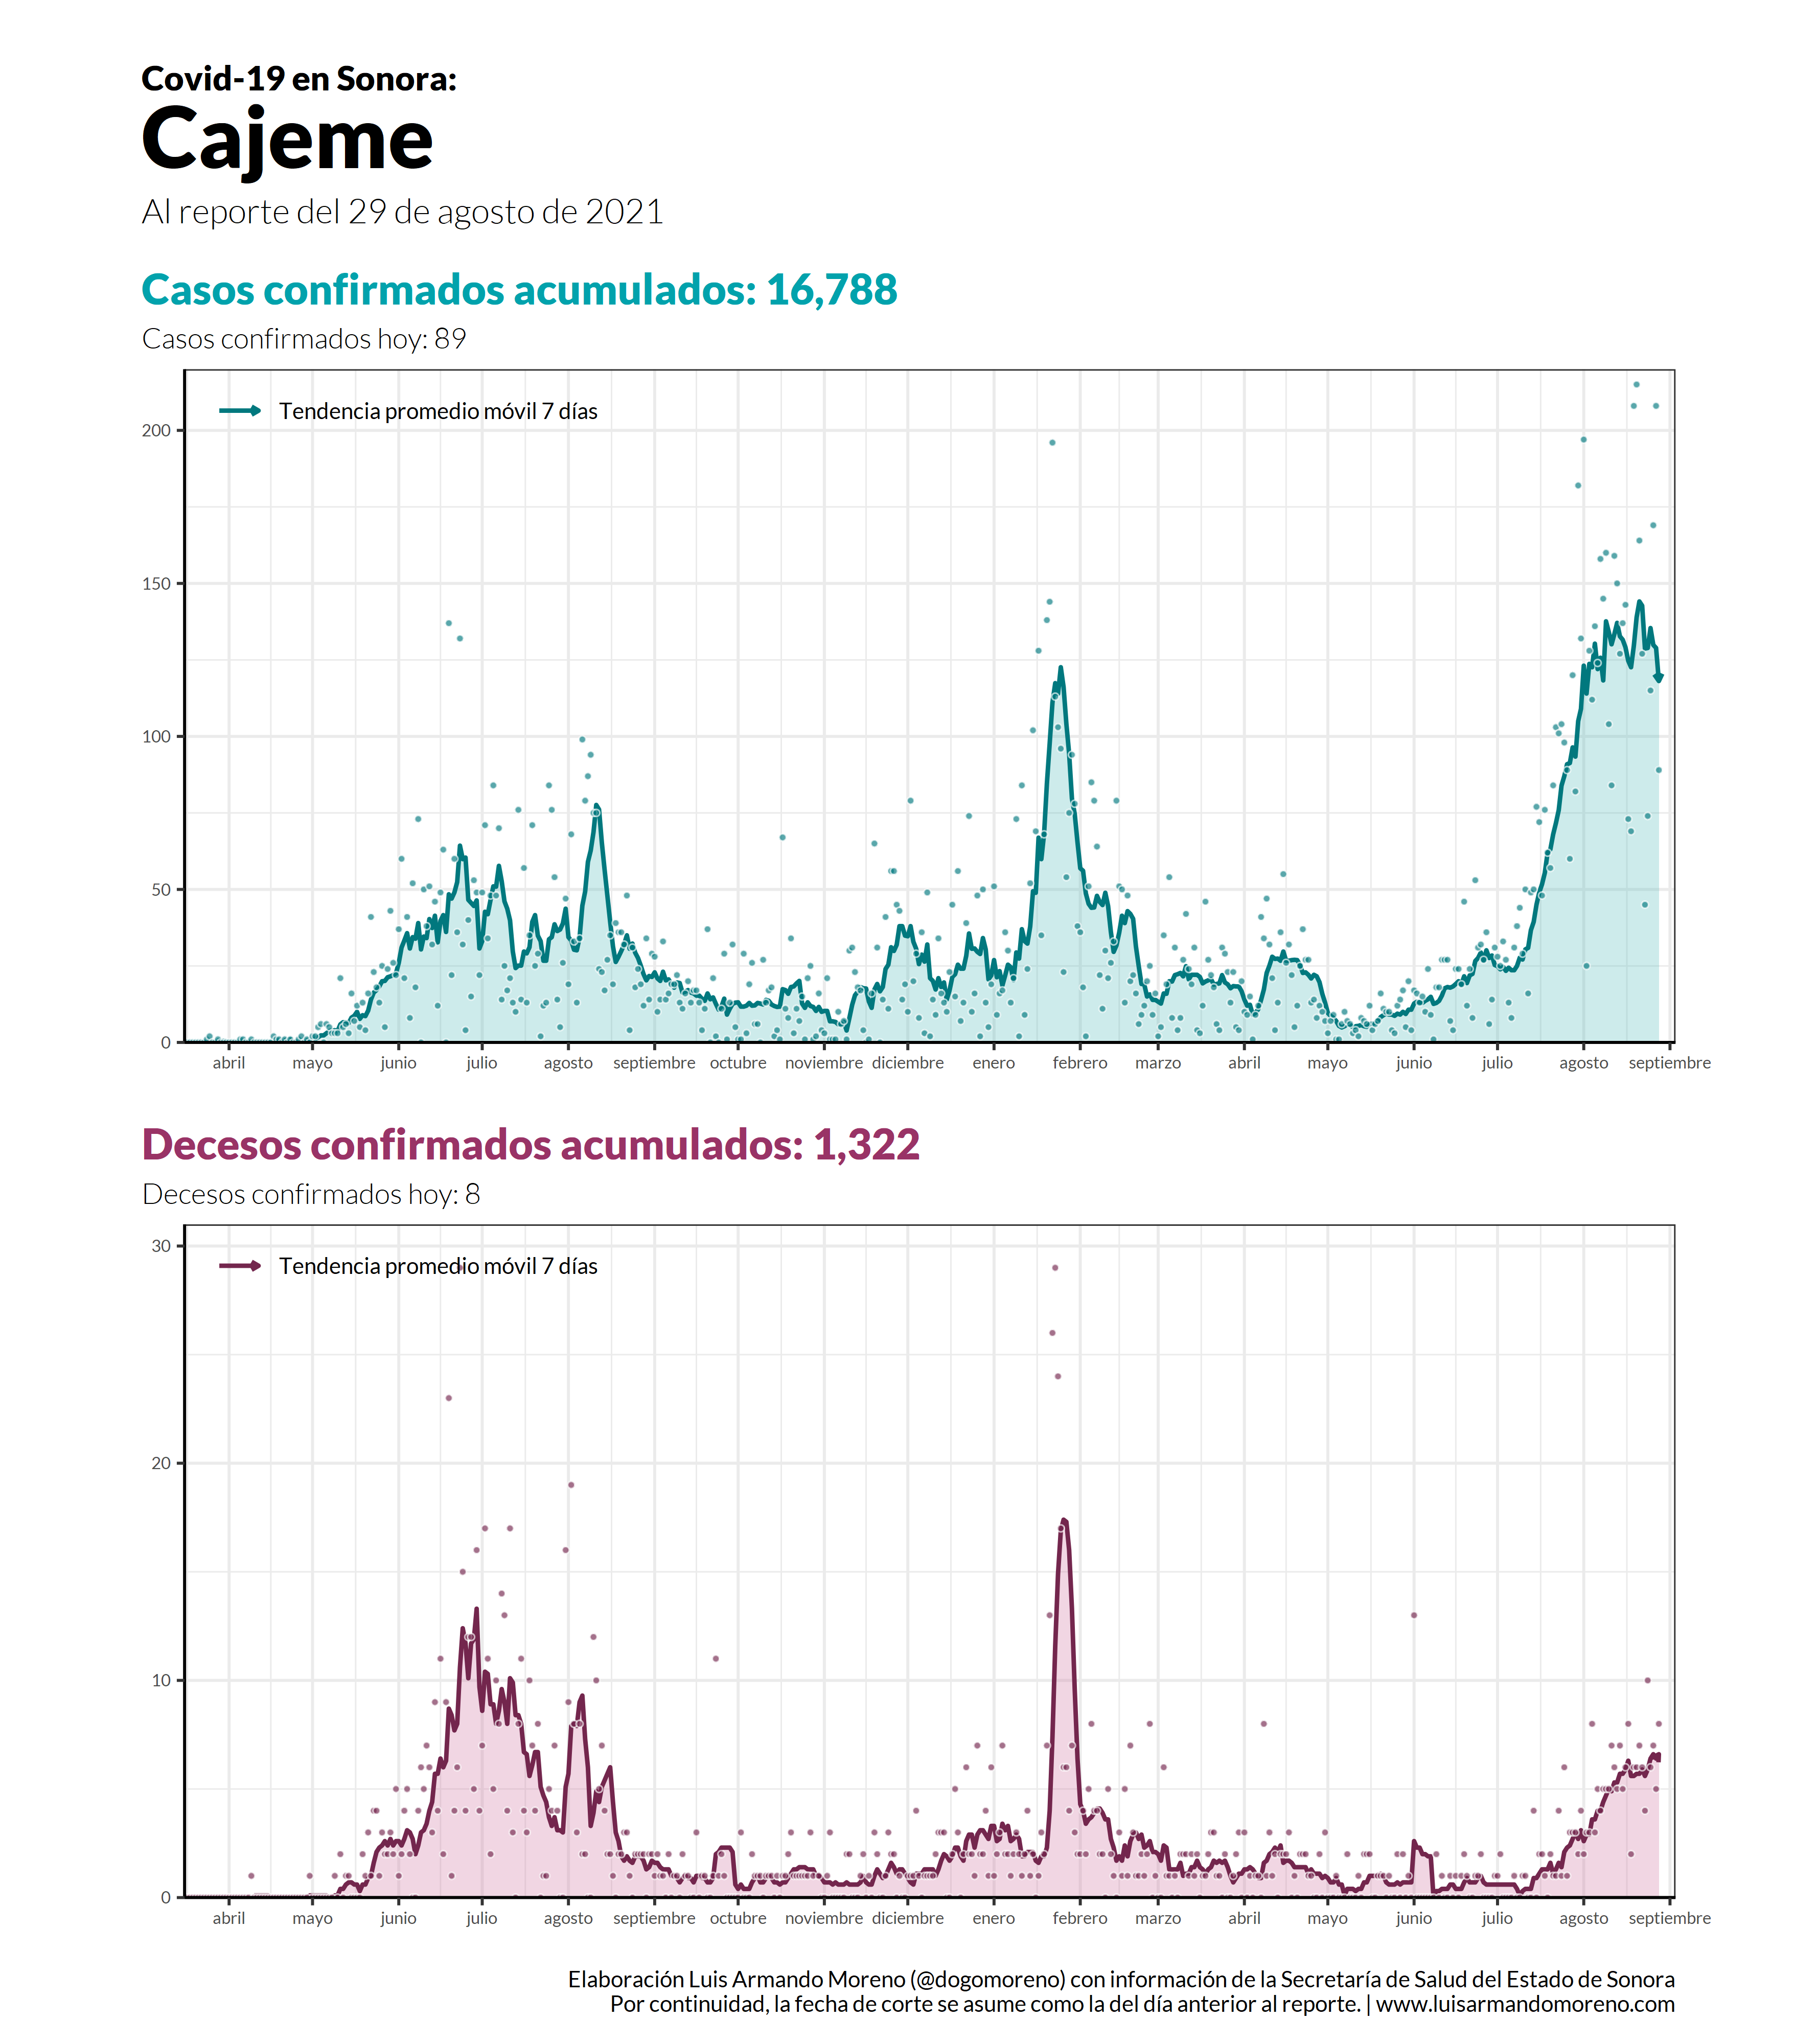 Covid-19 en Sonora:
Cajeme
Al reporte del 29 de agosto de 2021
Casos confirmados acumulados: 16,788
Casos confirmados hoy: 89
Tendencia promedio móvil 7 días
200
150
100
50
0
abril mayo junio julio agosto septiembre octubre noviembre diciembre enero febrero marzo abril mayo junio julio agosto septiembre
Decesos confirmados acumulados: 1,322
Decesos confirmados hoy: 8
30
Tendencia promedio móvil 7 días
20
10
0
abril mayo junio julio agosto septiembre octubre noviembre diciembre enero febrero marzo abril mayo junio julio agosto septiembre
Elaboración Luis Armando Moreno (@dogomoreno) con información de la Secretaría de Salud del Estado de Sonora
Por continuidad, la fecha de corte se asume como la del día anterior al reporte. | www.luisarmandomoreno.com